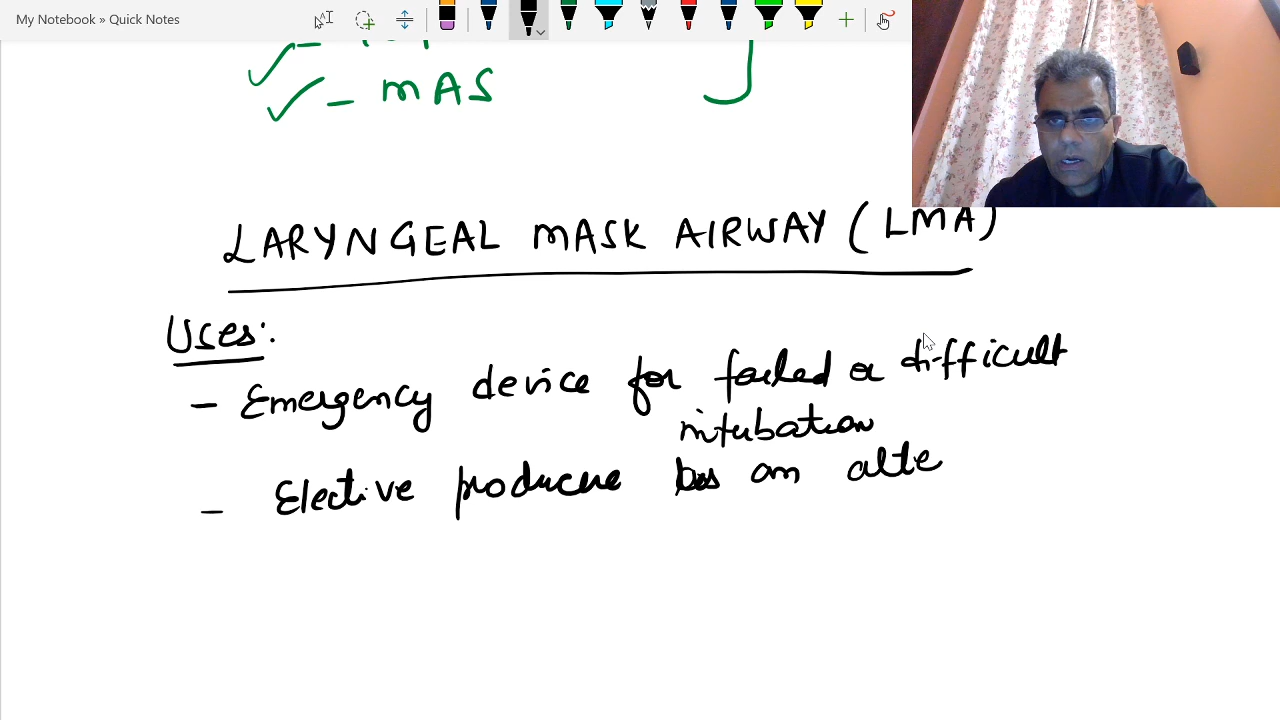 My Notebook » Quick Notes
- MAS
LARYNGEAL MASK AIRWAY (LMA)
Uses:
- Emergency device for failed or difficult
intubation
- Elective producure as an alte